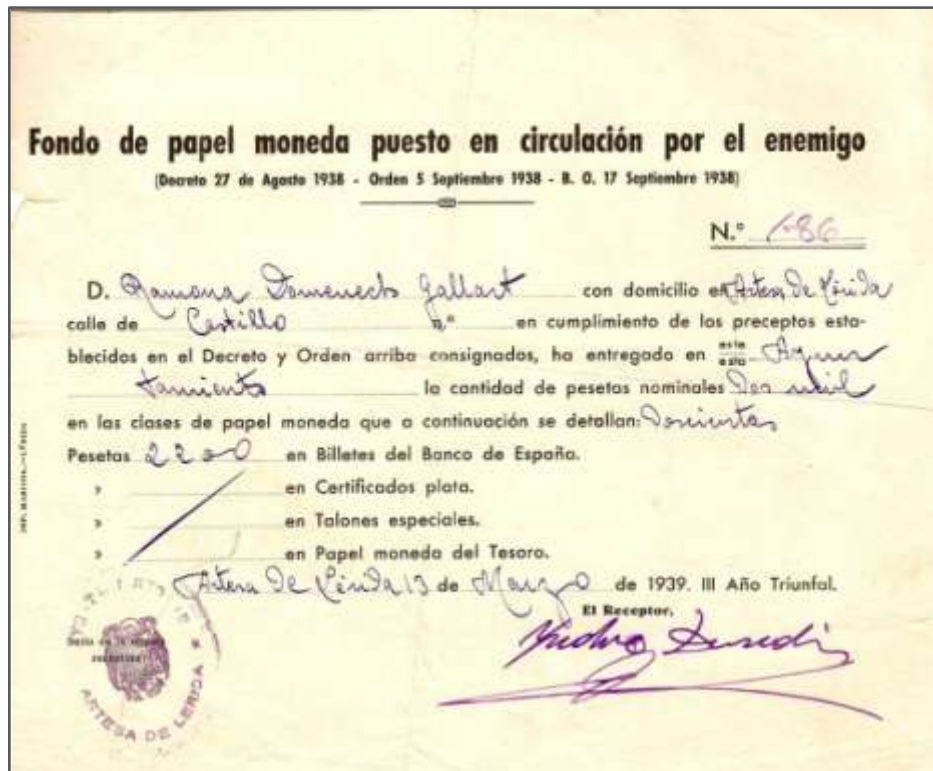 Fondo de papel moneda puesto en circulación por el enemigo
(Decreto 27 de Agosto 1938 - Orden 5 Septiembre 1938 - B. O. 17 Septiembre 1938)
N.º 186
D. Ramona Domenech Gallart con domicilio en Artesa de Lérida
calle de Castillo n.º en cumplimiento de los preceptos esta-
blecidos en el Decreto y Orden arriba consignados, ha entregado en este esta Ayun
tamiento la cantidad de pesetas nominales Dos mil
en las clases de papel moneda que a continuación se detallan: Doscientas
Pesetas 2200 en Billetes del Banco de España.
» en Certificados plata.
» en Talones especiales.
» en Papel moneda del Tesoro.
Artesa de Lérida 13 de Marzo de 1939. III Año Triunfal.
El Receptor,
ARTESA DE LERIDA